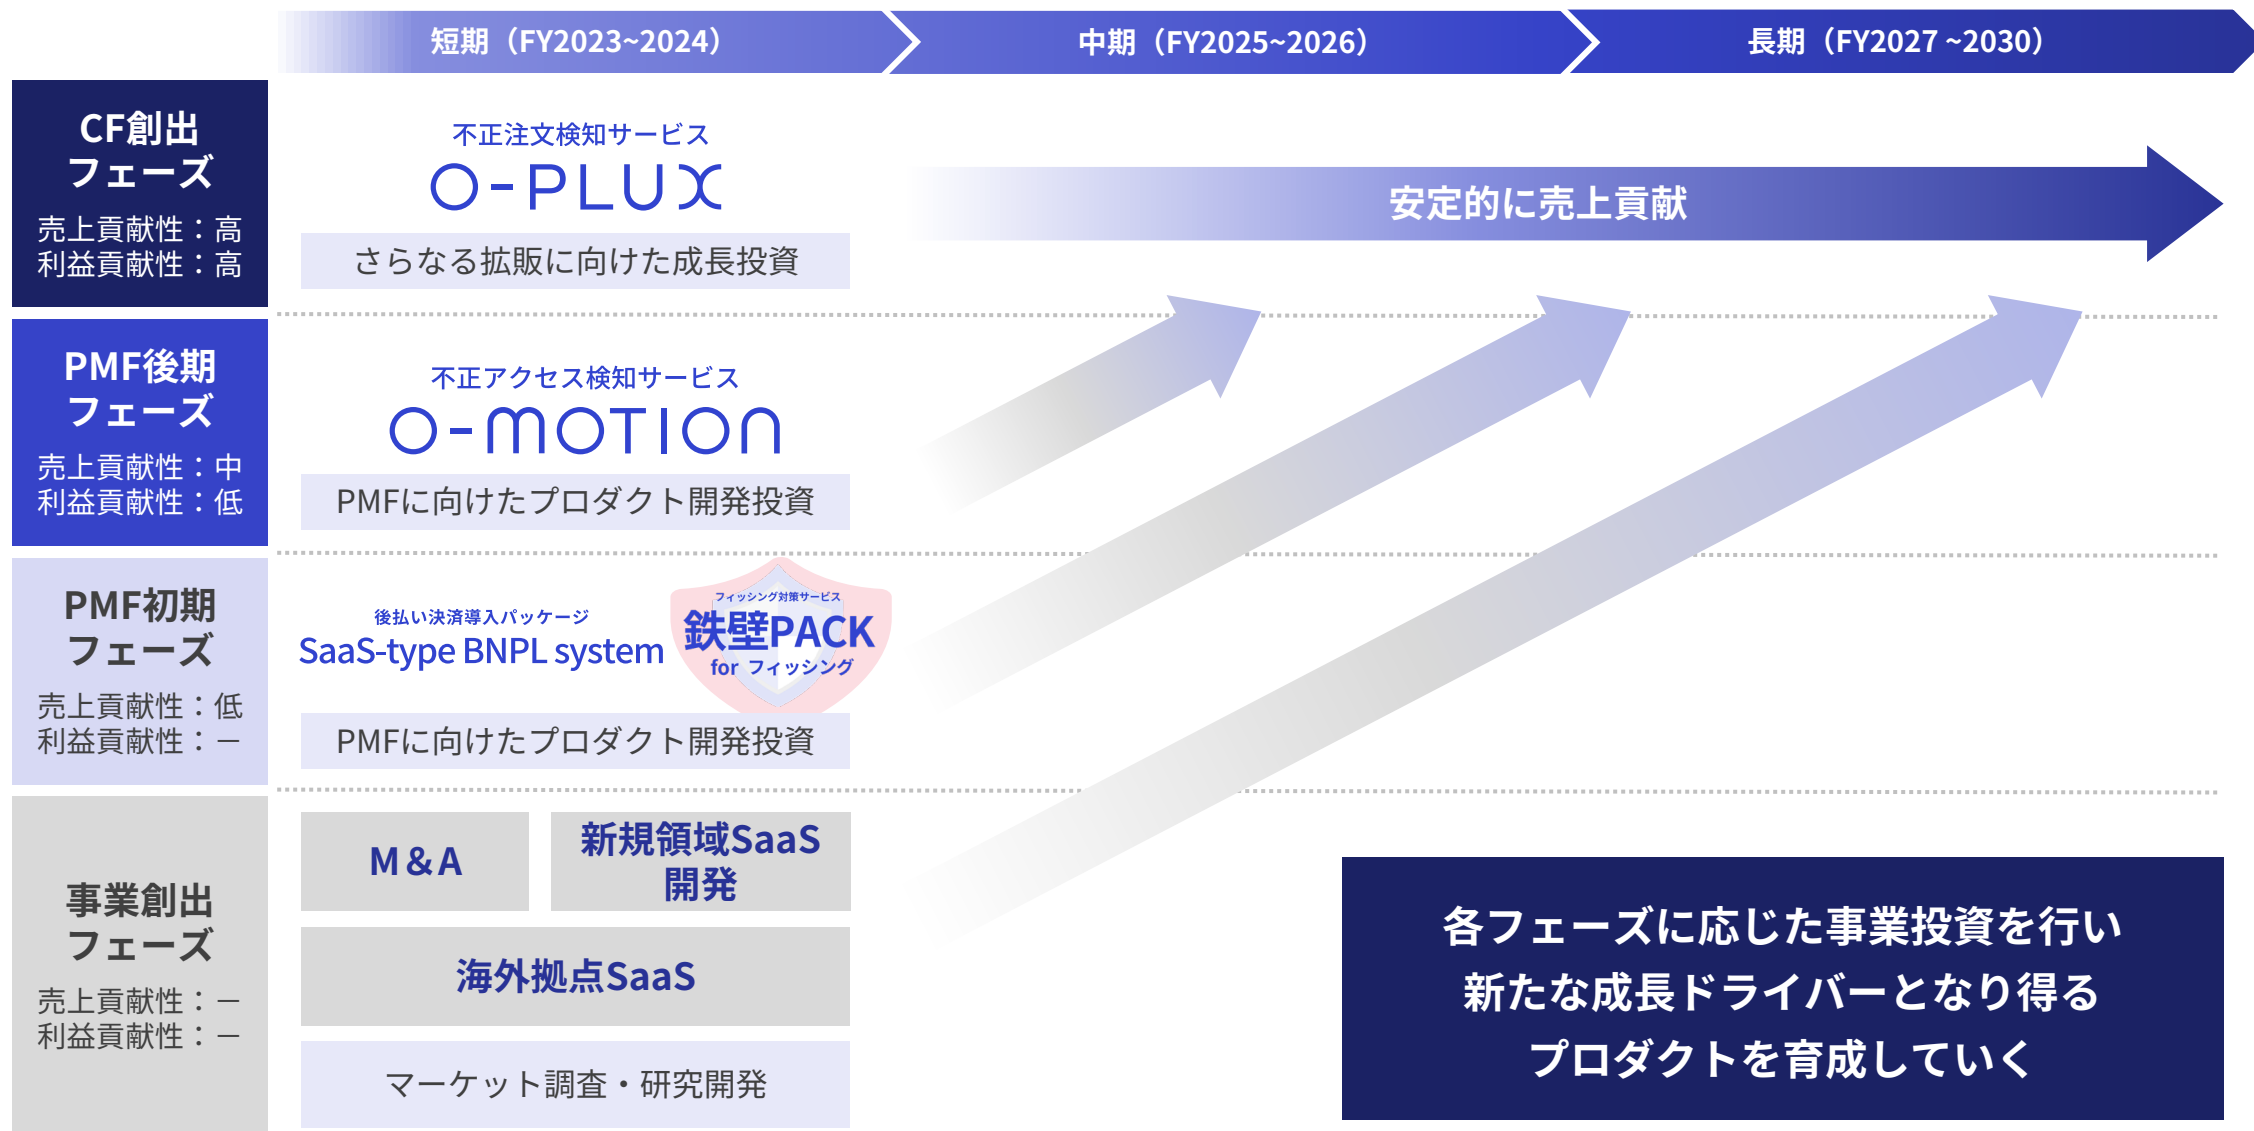 短期（FY2023~2024）
中期（FY2025~2026）
長期（FY2027 ~2030）
CF創出
フェーズ
売上貢献性：高
利益貢献性：高
不正注文検知サービス
O-PLUX
さらなる拡販に向けた成長投資
安定的に売上貢献
PMF後期
フェーズ
売上貢献性：中
利益貢献性：低
不正アクセス検知サービス
O-MOTION
PMFに向けたプロダクト開発投資
PMF初期
フェーズ
売上貢献性：低
利益貢献性：－
後払い決済導入パッケージ
SaaS-type BNPL system
フィッシング対策サービス
鉄壁PACK
for フィッシング
PMFに向けたプロダクト開発投資
事業創出
フェーズ
売上貢献性：－
利益貢献性：－
M＆A
新規領域SaaS
開発
海外拠点SaaS
マーケット調査・研究開発
各フェーズに応じた事業投資を行い
新たな成長ドライバーとなり得る
プロダクトを育成していく